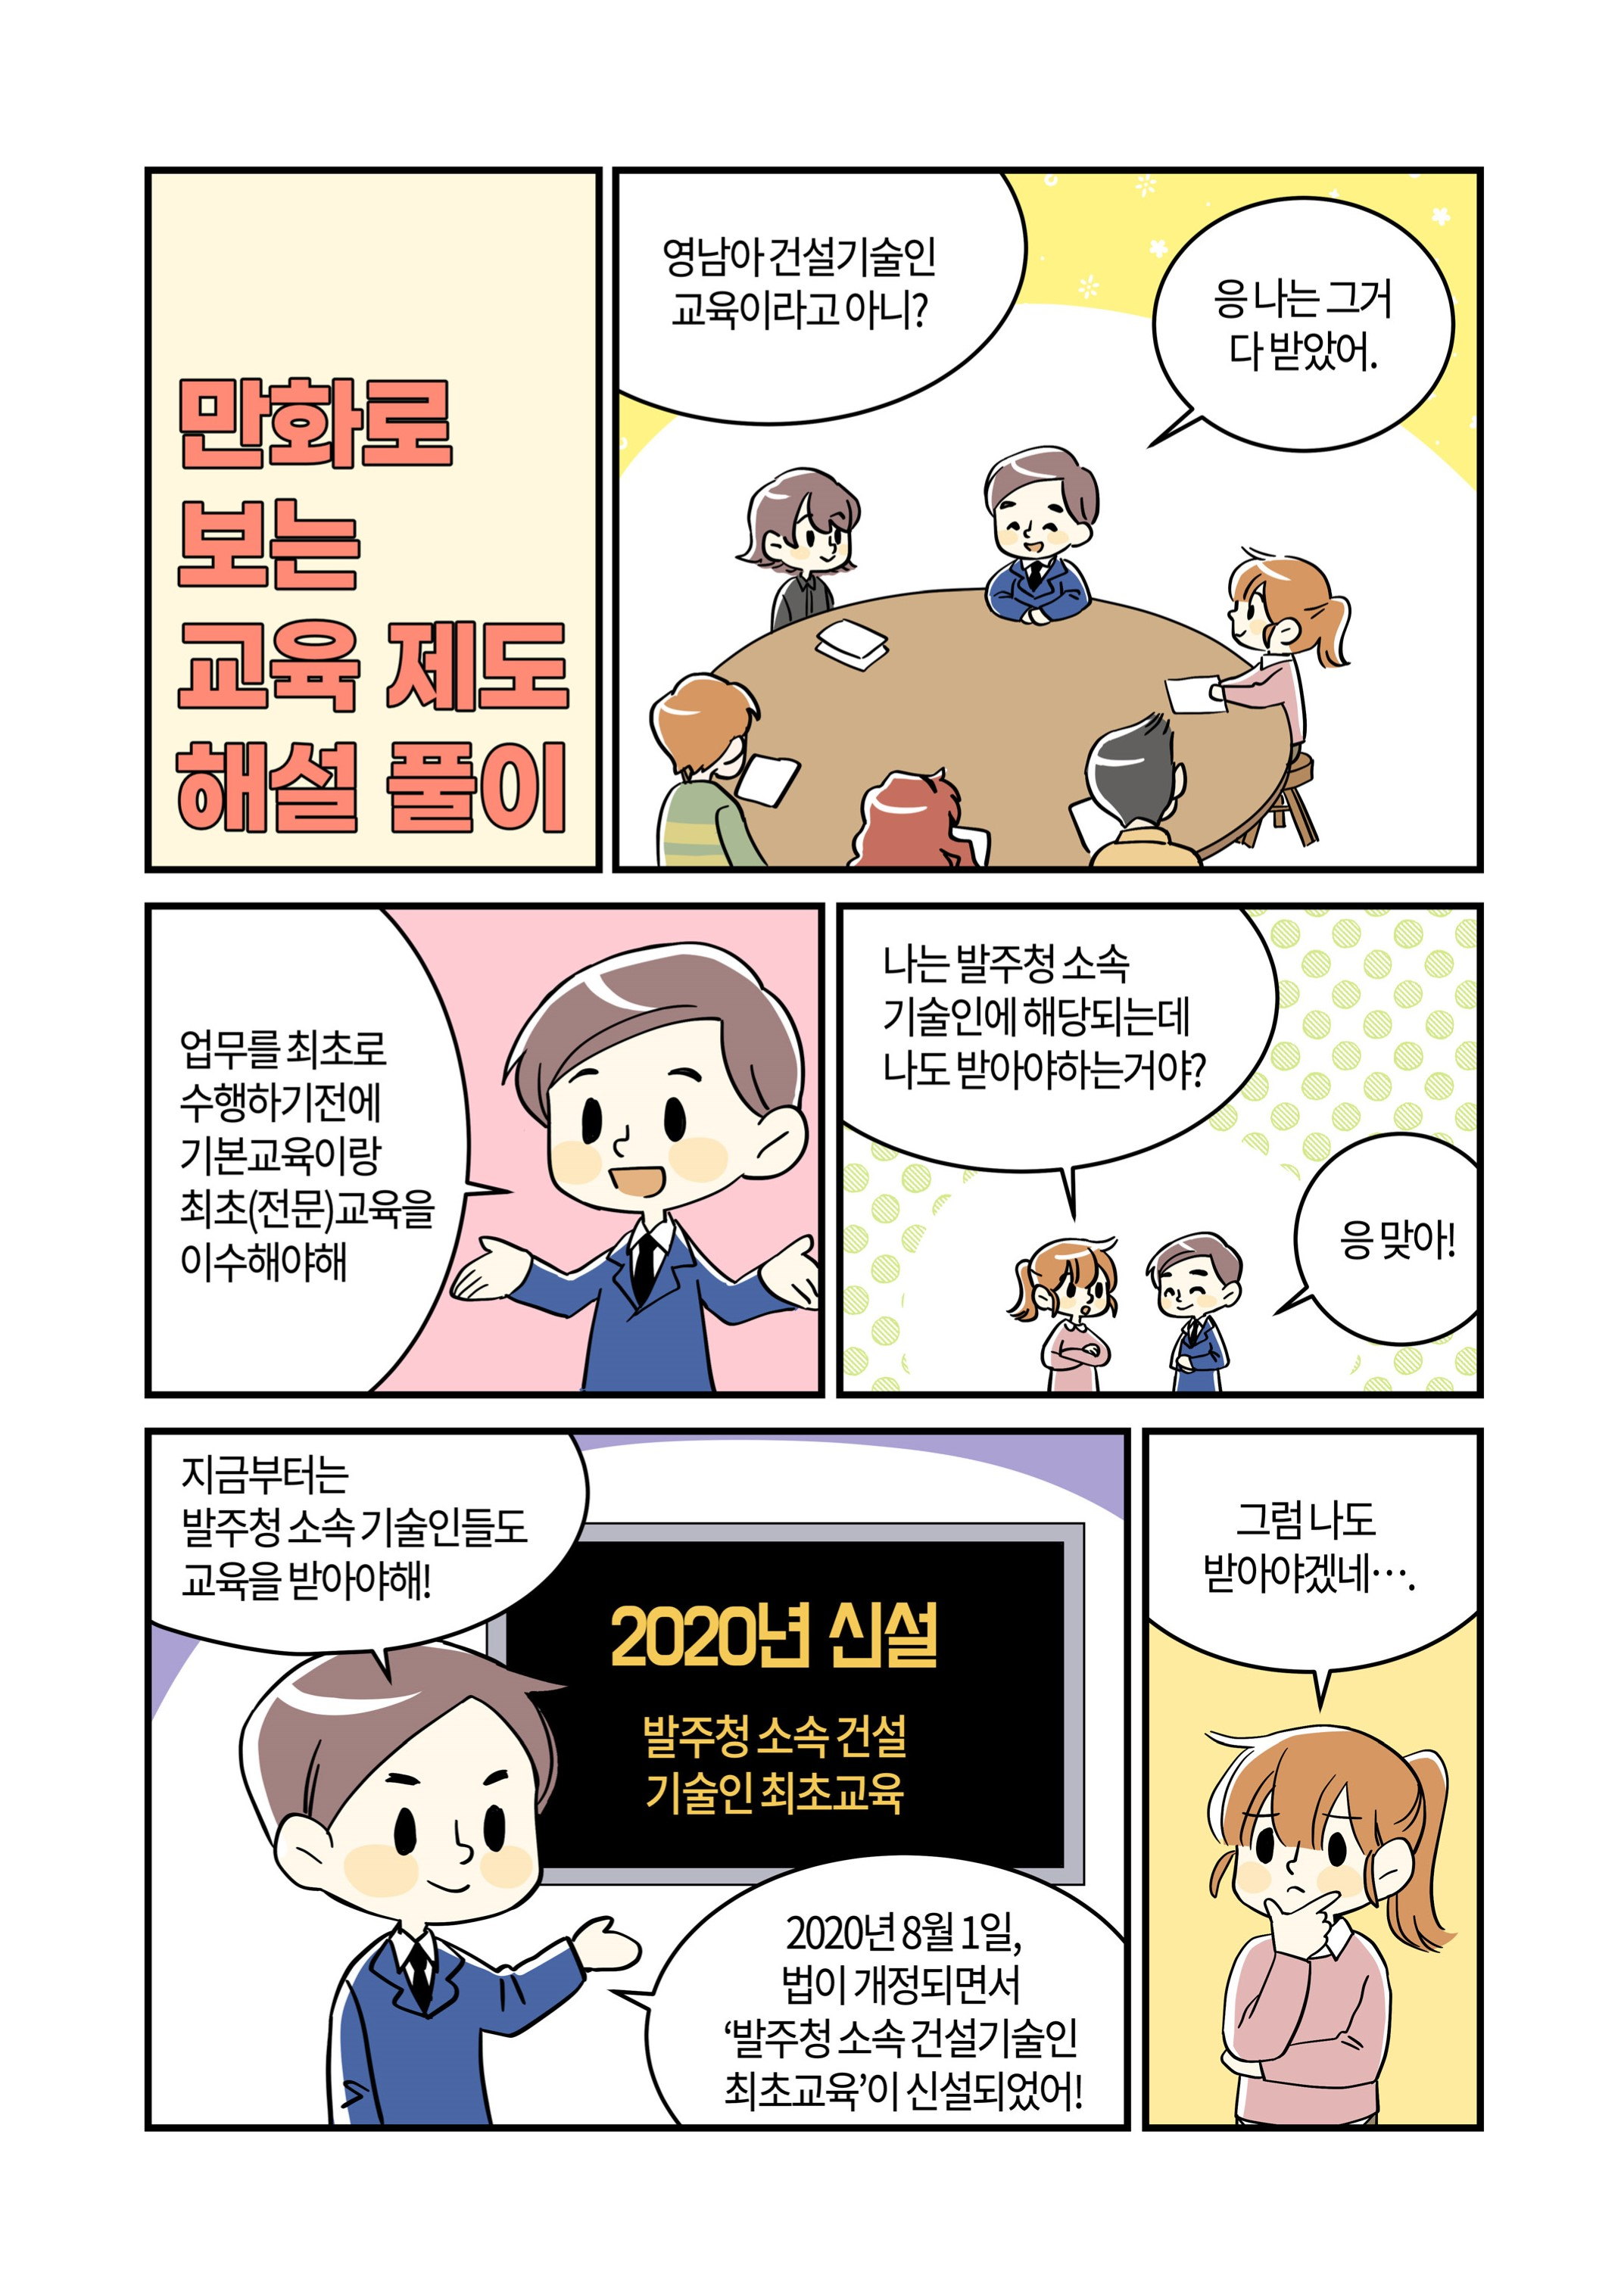 만화로
보는
교육 제도
해설 풀이
영남아 건설기술인
교육이라고 아니?
응 나는 그거
다 받았어.
업무를 최초로
수행하기전에
기본교육이랑
최초(전문)교육을
이수해야해
나는 발주청 소속
기술인에 해당되는데
나도 받아야하는거야?
응 맞아!
지금부터는
발주청 소속 기술인들도
교육을 받아야해!
2020년 신설
발주청 소속 건설
기술인 최초교육
2020년 8월 1일,
법이 개정되면서
‘발주청 소속 건설기술인
최초교육’이 신설되었어!
그럼 나도
받아야겠네….